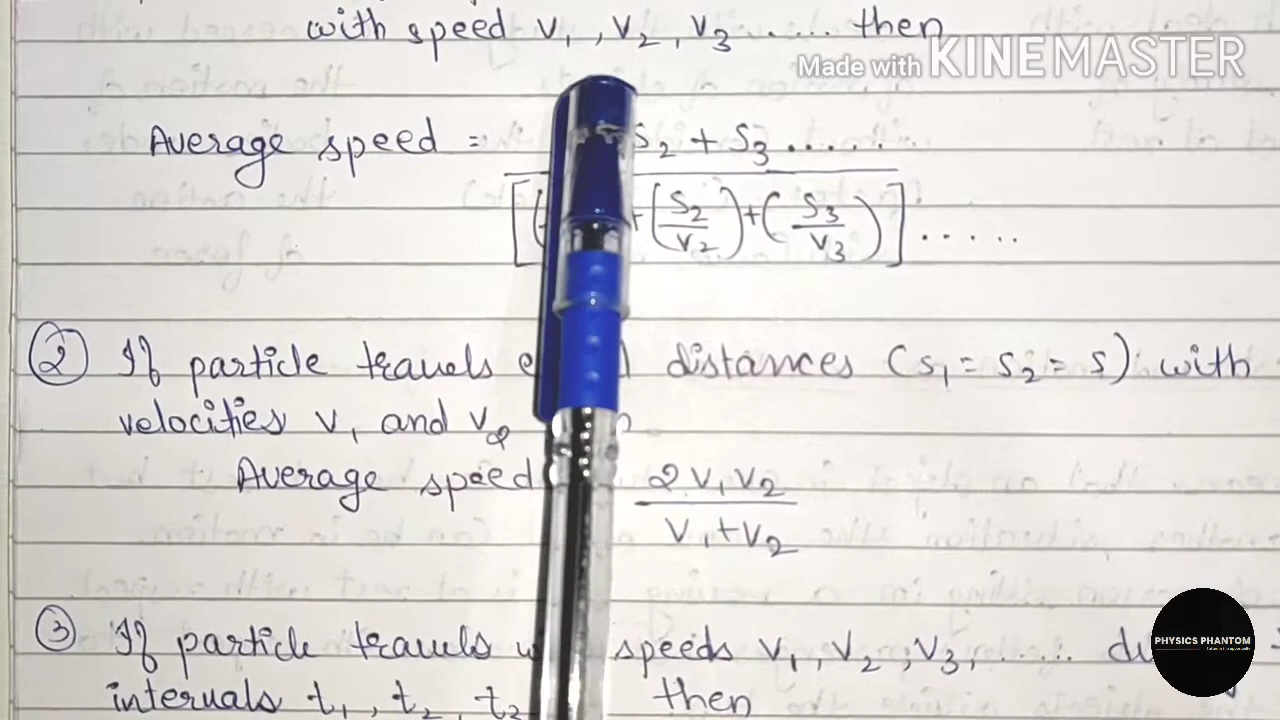 with speed v₁, v₂, v₃ ..... then
Made with KINEMASTER
Average speed = s₂ + s₃ .....
[( + (s₂/v₂) + (s₃/v₃)] .....
② If particle travels distances (s₁ = s₂ = s) with
velocities v₁ and v₂
Average speed 2v₁v₂/v₁+v₂
③ If particle travels speeds v₁, v₂, v₃, .....
intervals t₁, t₂, t₃ then
PHYSICS PHANTOM